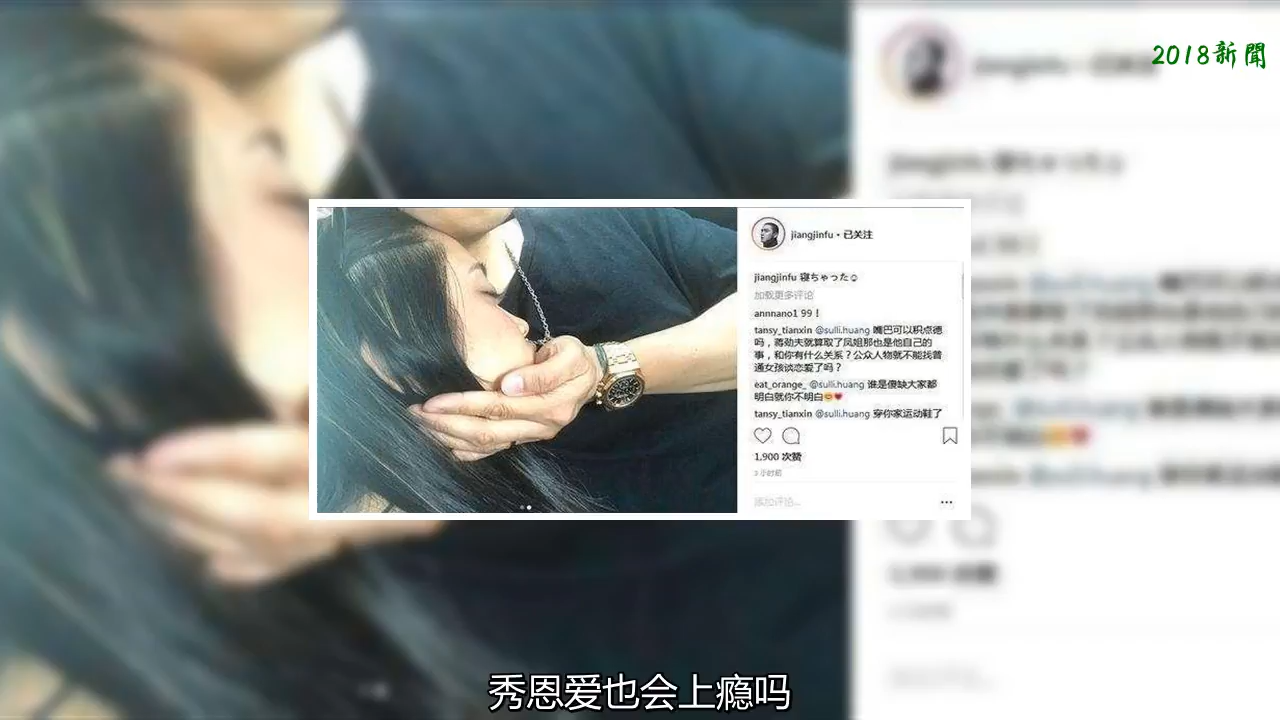 2018新聞
jiangjinfu • 已关注
jiangjinfu 寝ちゃった☺
加载更多评论
annnano1 99！
tansy_tianxin @sulli.huang 嘴巴可以积点德
吗，蒋劲夫就算取了凤姐那也是他自己的
事，和你有什么关系？公众人物就不能找普
通女孩谈恋爱了吗？
eat_orange_ @sulli.huang 谁是傻缺大家都
明白就你不明白😊❤
tansy_tianxin @sulli.huang 穿你家运动鞋了
1,900 次赞
添加评论...
秀恩爱也会上瘾吗